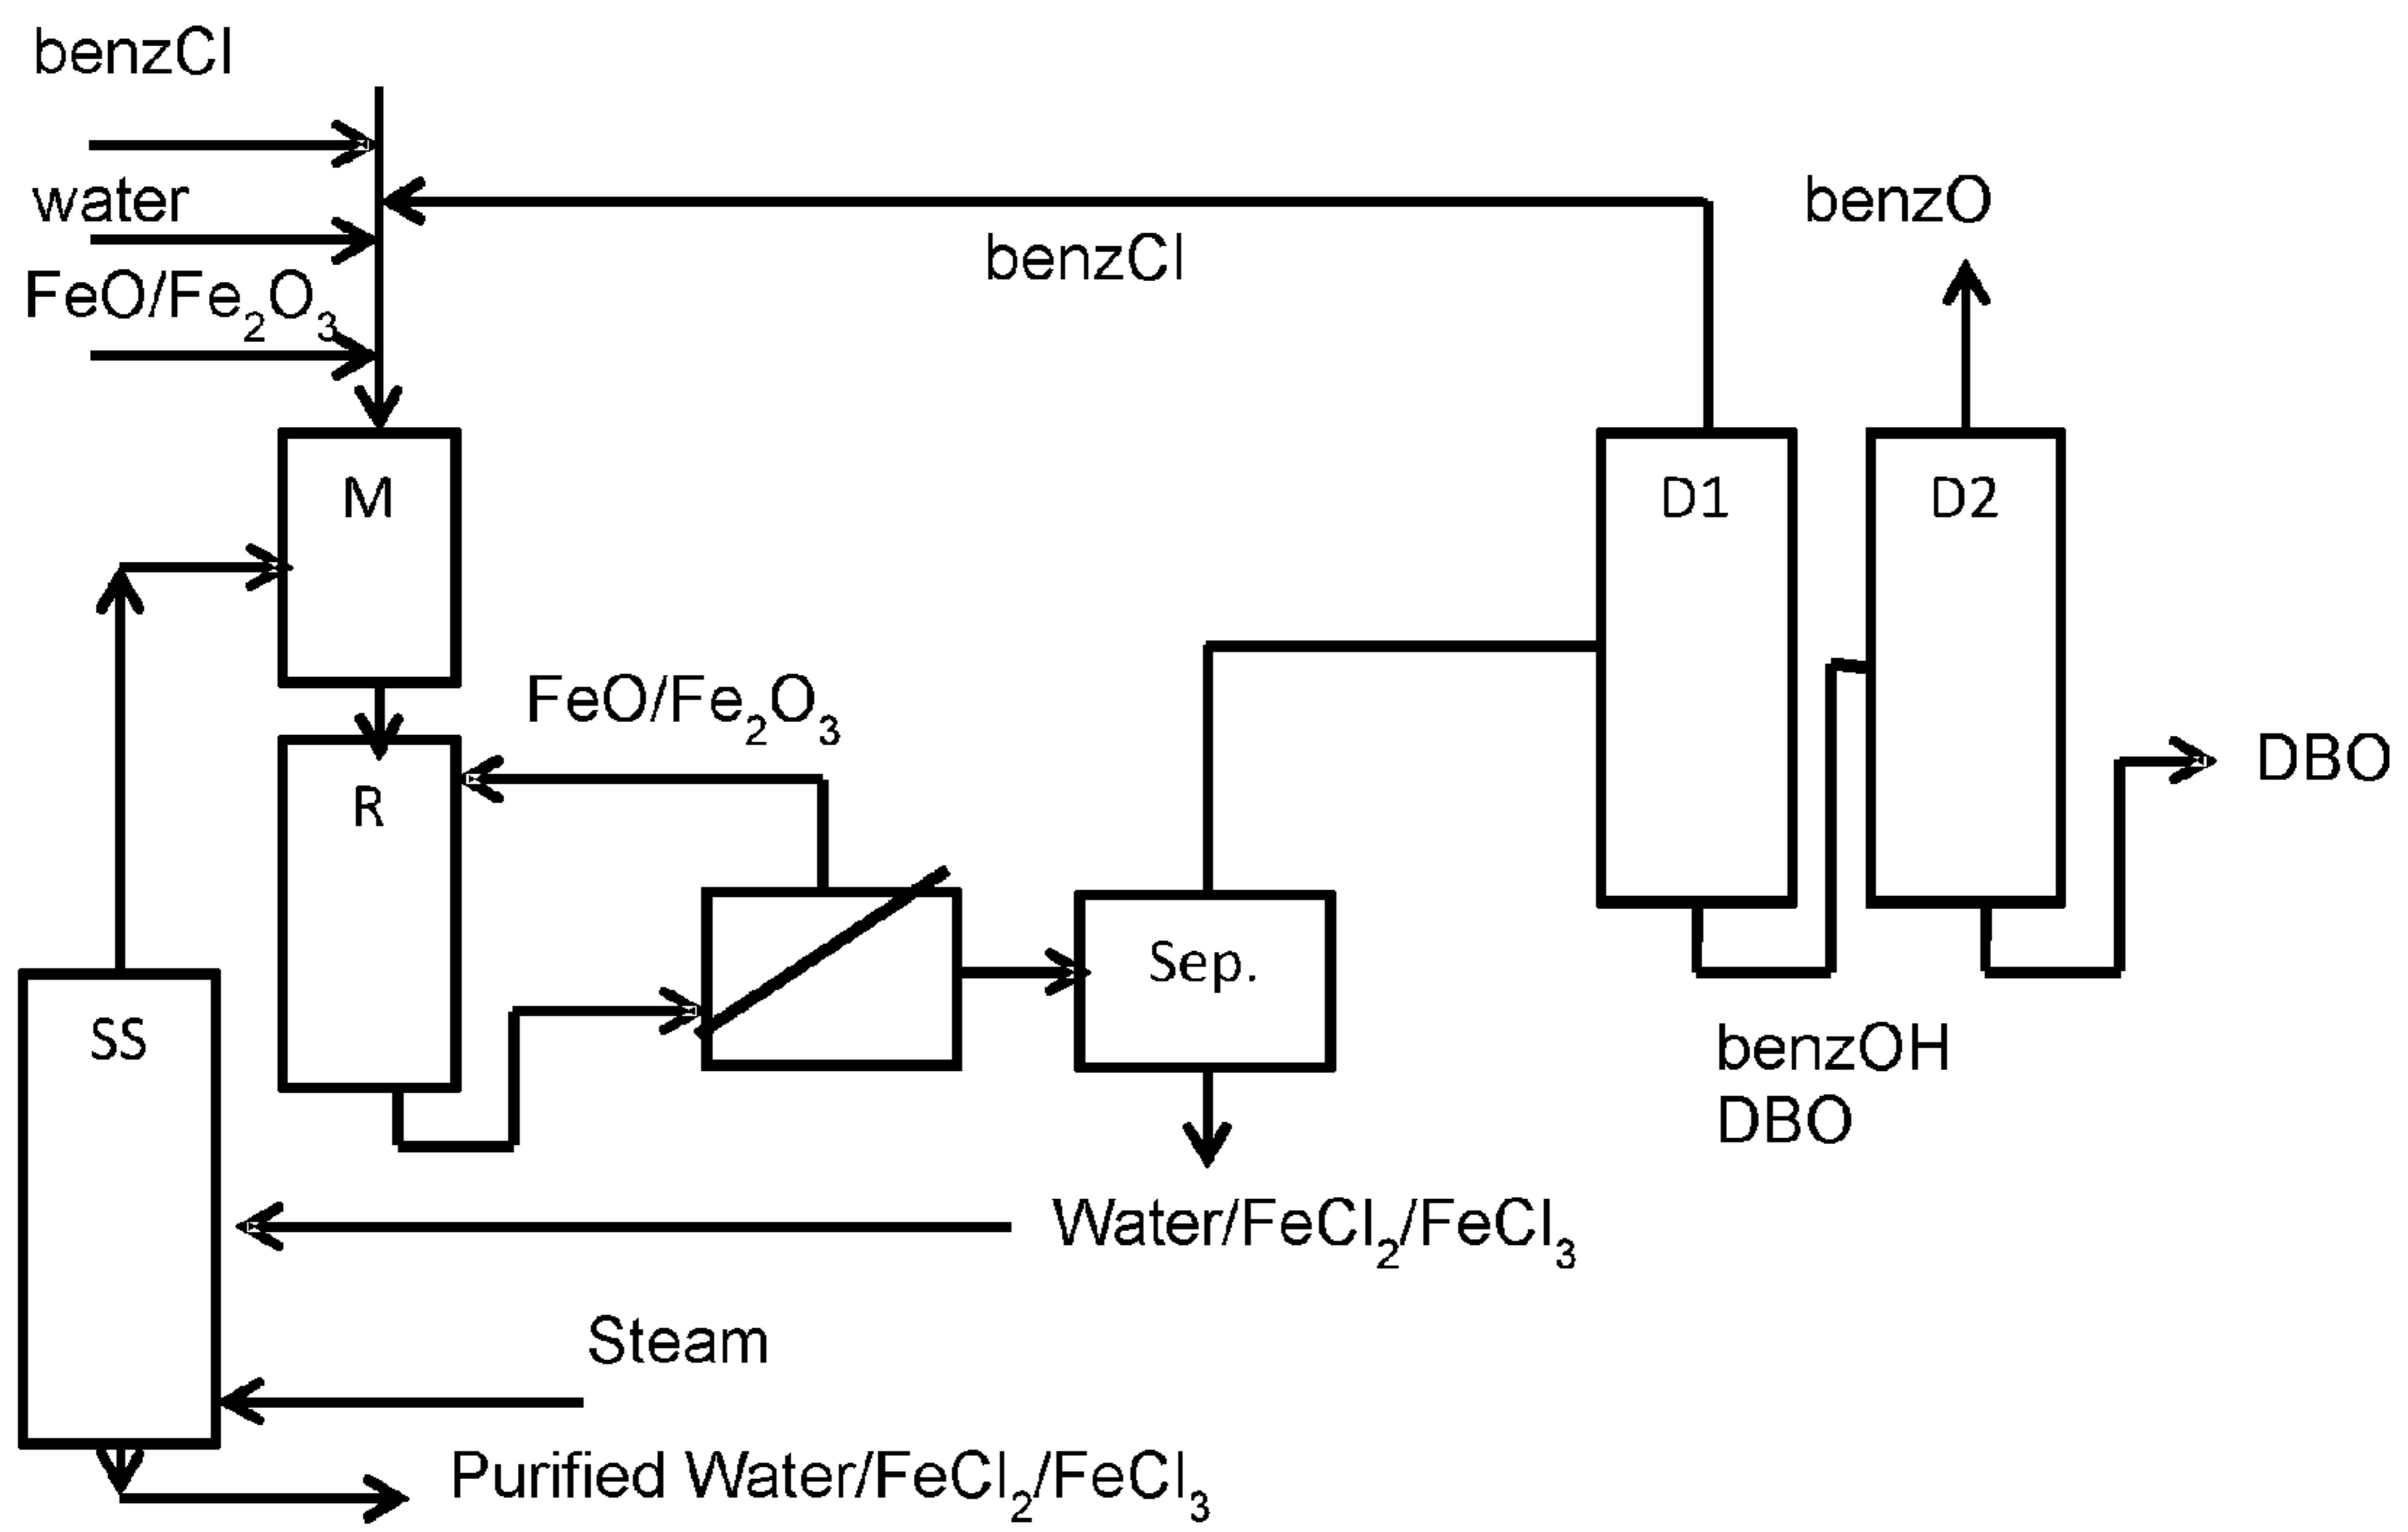 benzCl
water
FeO/Fe₂O₃
benzCl
benzO
M
D1
D2
FeO/Fe₂O₃
R
DBO
Sep.
SS
benzOH
DBO
Water/FeCl₂/FeCl₃
Steam
Purified Water/FeCl₂/FeCl₃